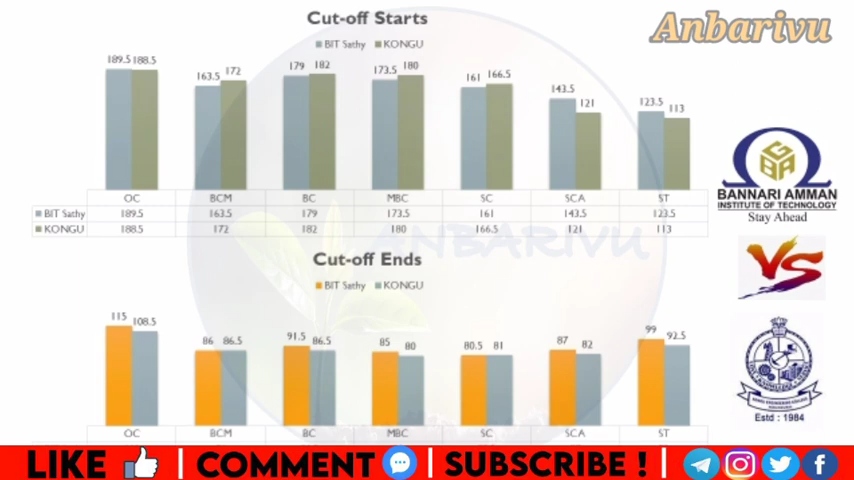 Anbarivu
Cut-off Starts
BIT Sathy KONGU
189.5 188.5 163.5 172 179 182 173.5 180 161 166.5 143.5 121 123.5 113
OC BCM BC MBC SC SCA ST
BIT Sathy 189.5 163.5 179 173.5 161 143.5 123.5
KONGU 188.5 172 182 180 166.5 121 113
ANBARIVU
Cut-off Ends
BIT Sathy KONGU
115 108.5 86 86.5 91.5 86.5 85 80 80.5 81 87 82 99 92.5
OC BCM BC MBC SC SCA ST
GBA
BANNARI AMMAN
INSTITUTE OF TECHNOLOGY
Stay Ahead
VS
Estd : 1984
LIKE | COMMENT | SUBSCRIBE ! |